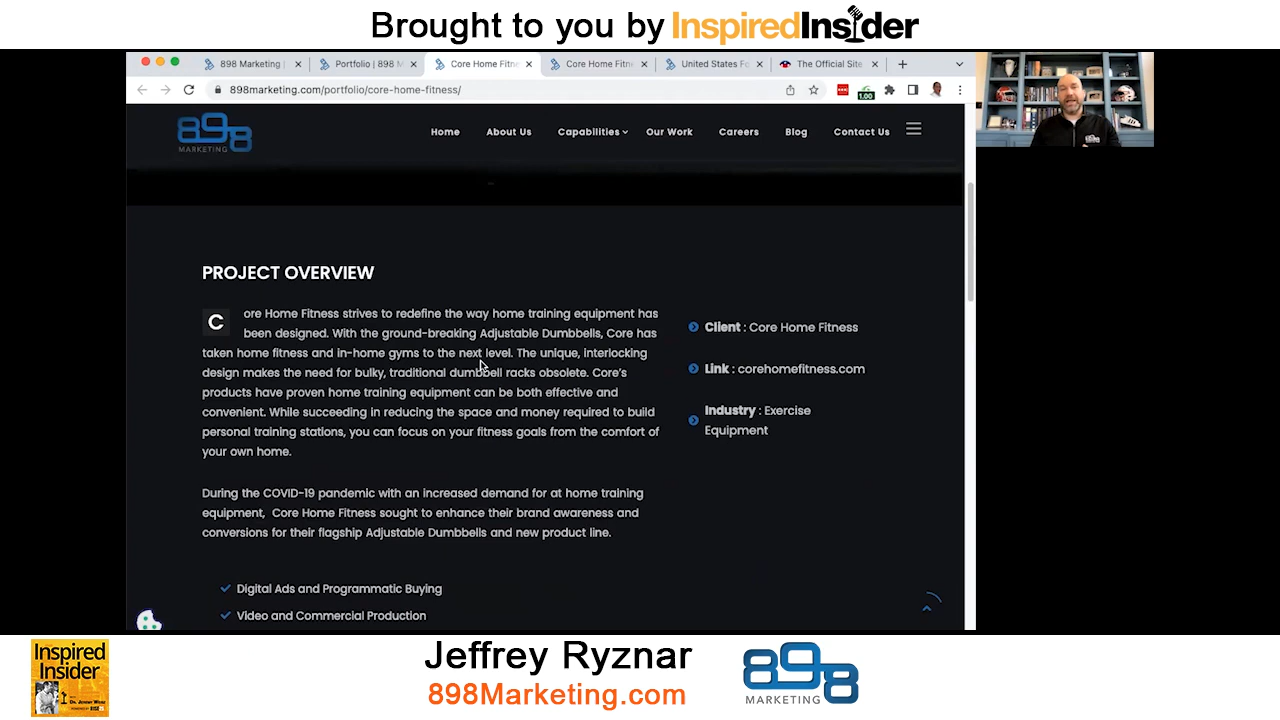 Brought to you by InspiredInsider
898 Marketing |
Portfolio | 898 M
Core Home Fitne
Core Home Fitn
United States Fo
The Official Site
898marketing.com/portfolio/core-home-fitness/
1.00
898
MARKETING
Home
About Us
Capabilities
Our Work
Careers
Blog
Contact Us
PROJECT OVERVIEW
Core Home Fitness strives to redefine the way home training equipment has
been designed. With the ground-breaking Adjustable Dumbbells, Core has
taken home fitness and in-home gyms to the next level. The unique, interlocking
design makes the need for bulky, traditional dumbbell racks obsolete. Core's
products have proven home training equipment can be both effective and
convenient. While succeeding in reducing the space and money required to build
personal training stations, you can focus on your fitness goals from the comfort of
your own home.
During the COVID-19 pandemic with an increased demand for at home training
equipment, Core Home Fitness sought to enhance their brand awareness and
conversions for their flagship Adjustable Dumbbells and new product line.
Digital Ads and Programmatic Buying
Video and Commercial Production
Client : Core Home Fitness
Link : corehomefitness.com
Industry : Exercise
Equipment
Inspired
Insider
Jeffrey Ryznar
898Marketing.com
898
MARKETING